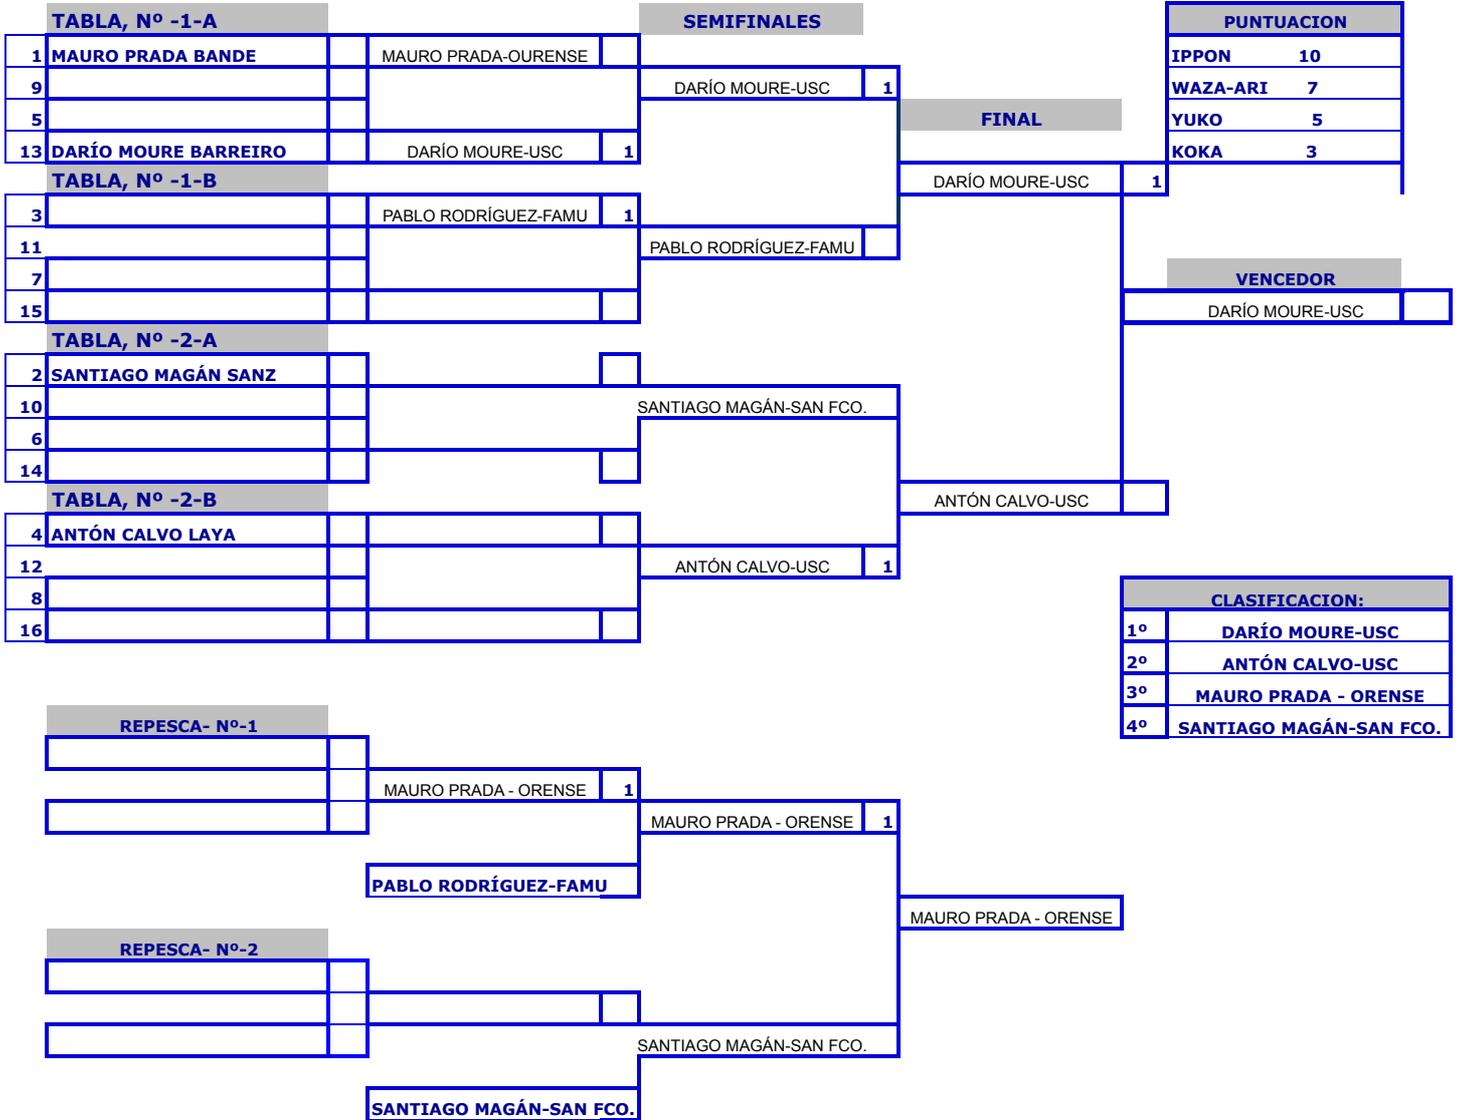 TABLA, Nº -1-A
SEMIFINALES
PUNTUACION
1 MAURO PRADA BANDE
MAURO PRADA-OURENSE
IPPON 10
9
DARÍO MOURE-USC 1
WAZA-ARI 7
5
FINAL
YUKO 5
13 DARÍO MOURE BARREIRO
DARÍO MOURE-USC 1
KOKA 3
TABLA, Nº -1-B
DARÍO MOURE-USC 1
3
PABLO RODRÍGUEZ-FAMU 1
11
PABLO RODRÍGUEZ-FAMU
7
VENCEDOR
15
DARÍO MOURE-USC
TABLA, Nº -2-A
2 SANTIAGO MAGÁN SANZ
10
SANTIAGO MAGÁN-SAN FCO.
6
14
TABLA, Nº -2-B
ANTÓN CALVO-USC
4 ANTÓN CALVO LAYA
12
ANTÓN CALVO-USC 1
8
CLASIFICACION:
16
1º DARÍO MOURE-USC
2º ANTÓN CALVO-USC
3º MAURO PRADA - ORENSE
REPESCA- Nº-1
4º SANTIAGO MAGÁN-SAN FCO.
MAURO PRADA - ORENSE 1
MAURO PRADA - ORENSE 1
PABLO RODRÍGUEZ-FAMU
MAURO PRADA - ORENSE
REPESCA- Nº-2
SANTIAGO MAGÁN-SAN FCO.
SANTIAGO MAGÁN-SAN FCO.